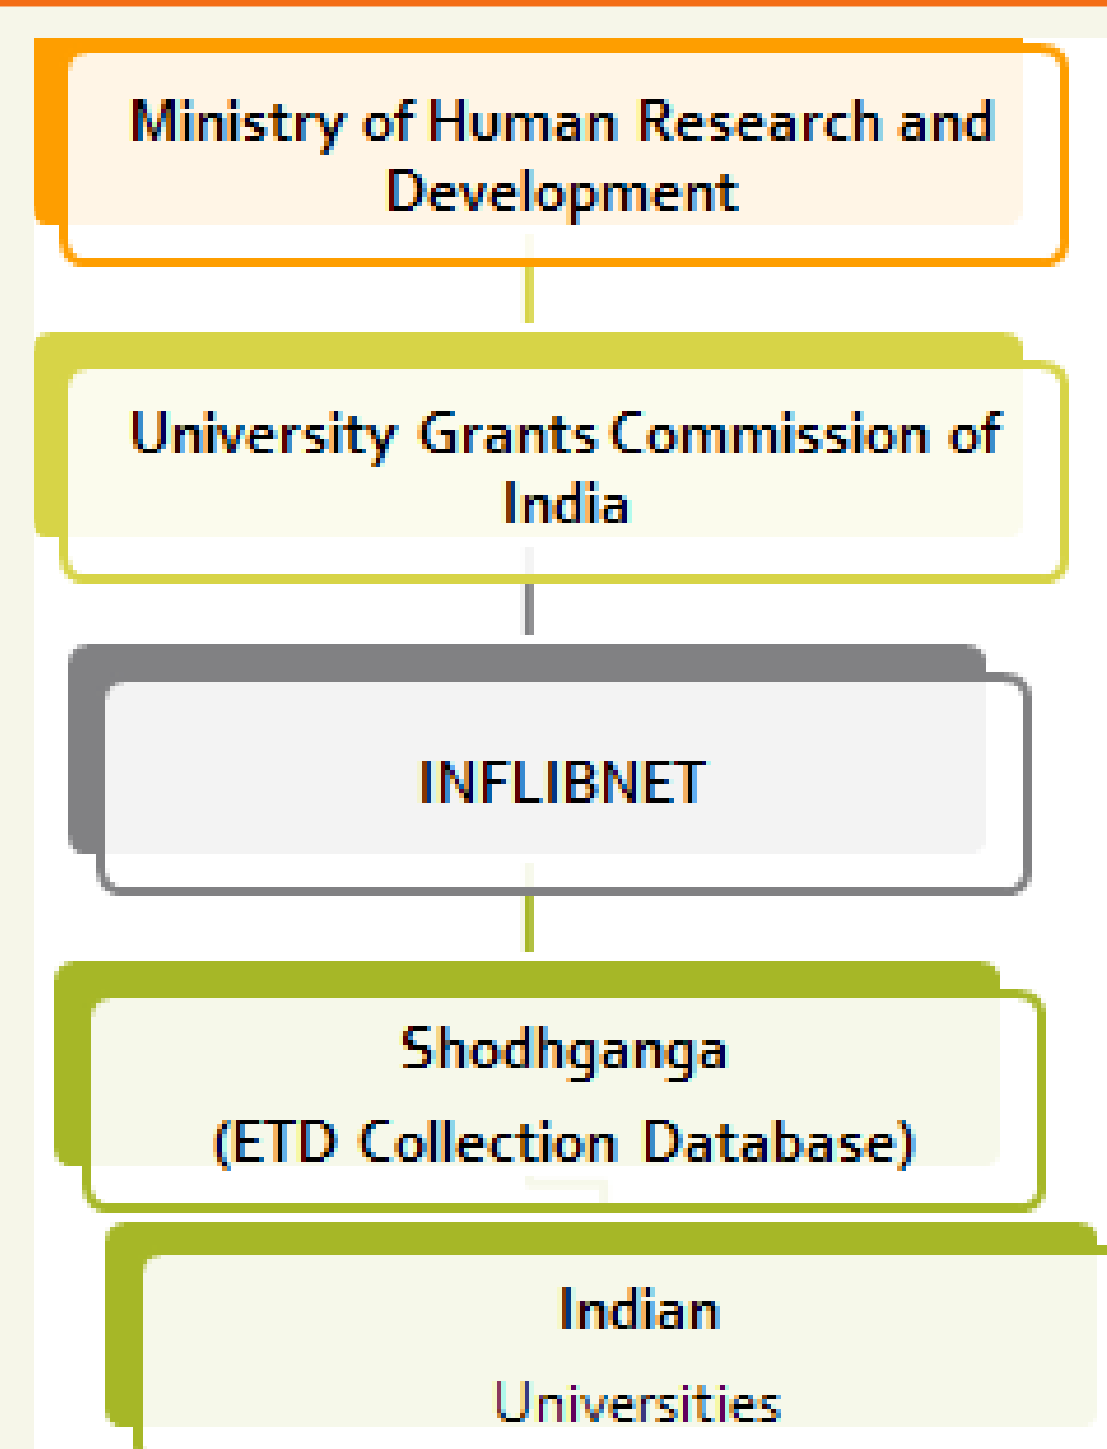 Ministry of Human Research and
Development
University Grants Commission of
India
INFLIBNET
Shodhganga
(ETD Collection Database)
Indian
Universities